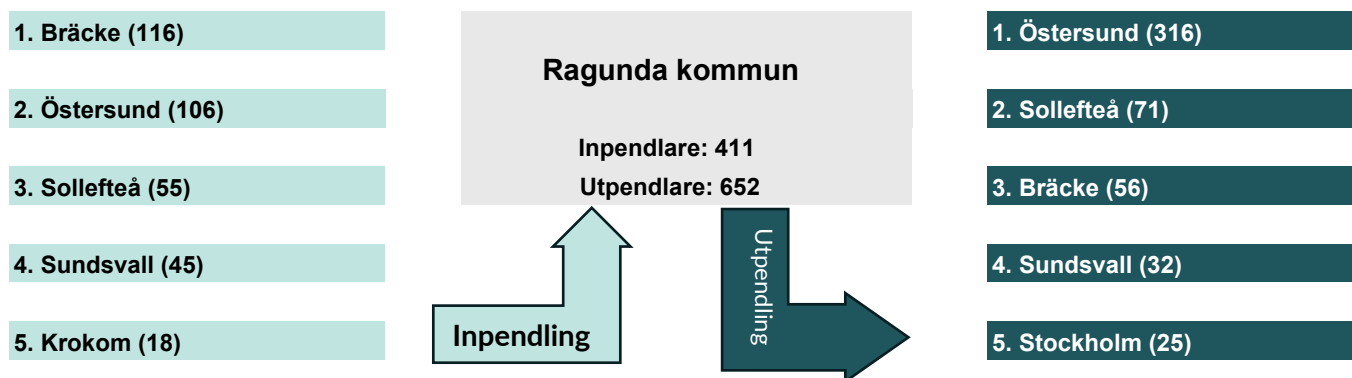 1. Bräcke (116)
2. Östersund (106)
3. Sollefteå (55)
4. Sundsvall (45)
5. Krokom (18)
Ragunda kommun
Inpendlare: 411
Utpendlare: 652
Inpendling
Utpendling
1. Östersund (316)
2. Sollefteå (71)
3. Bräcke (56)
4. Sundsvall (32)
5. Stockholm (25)